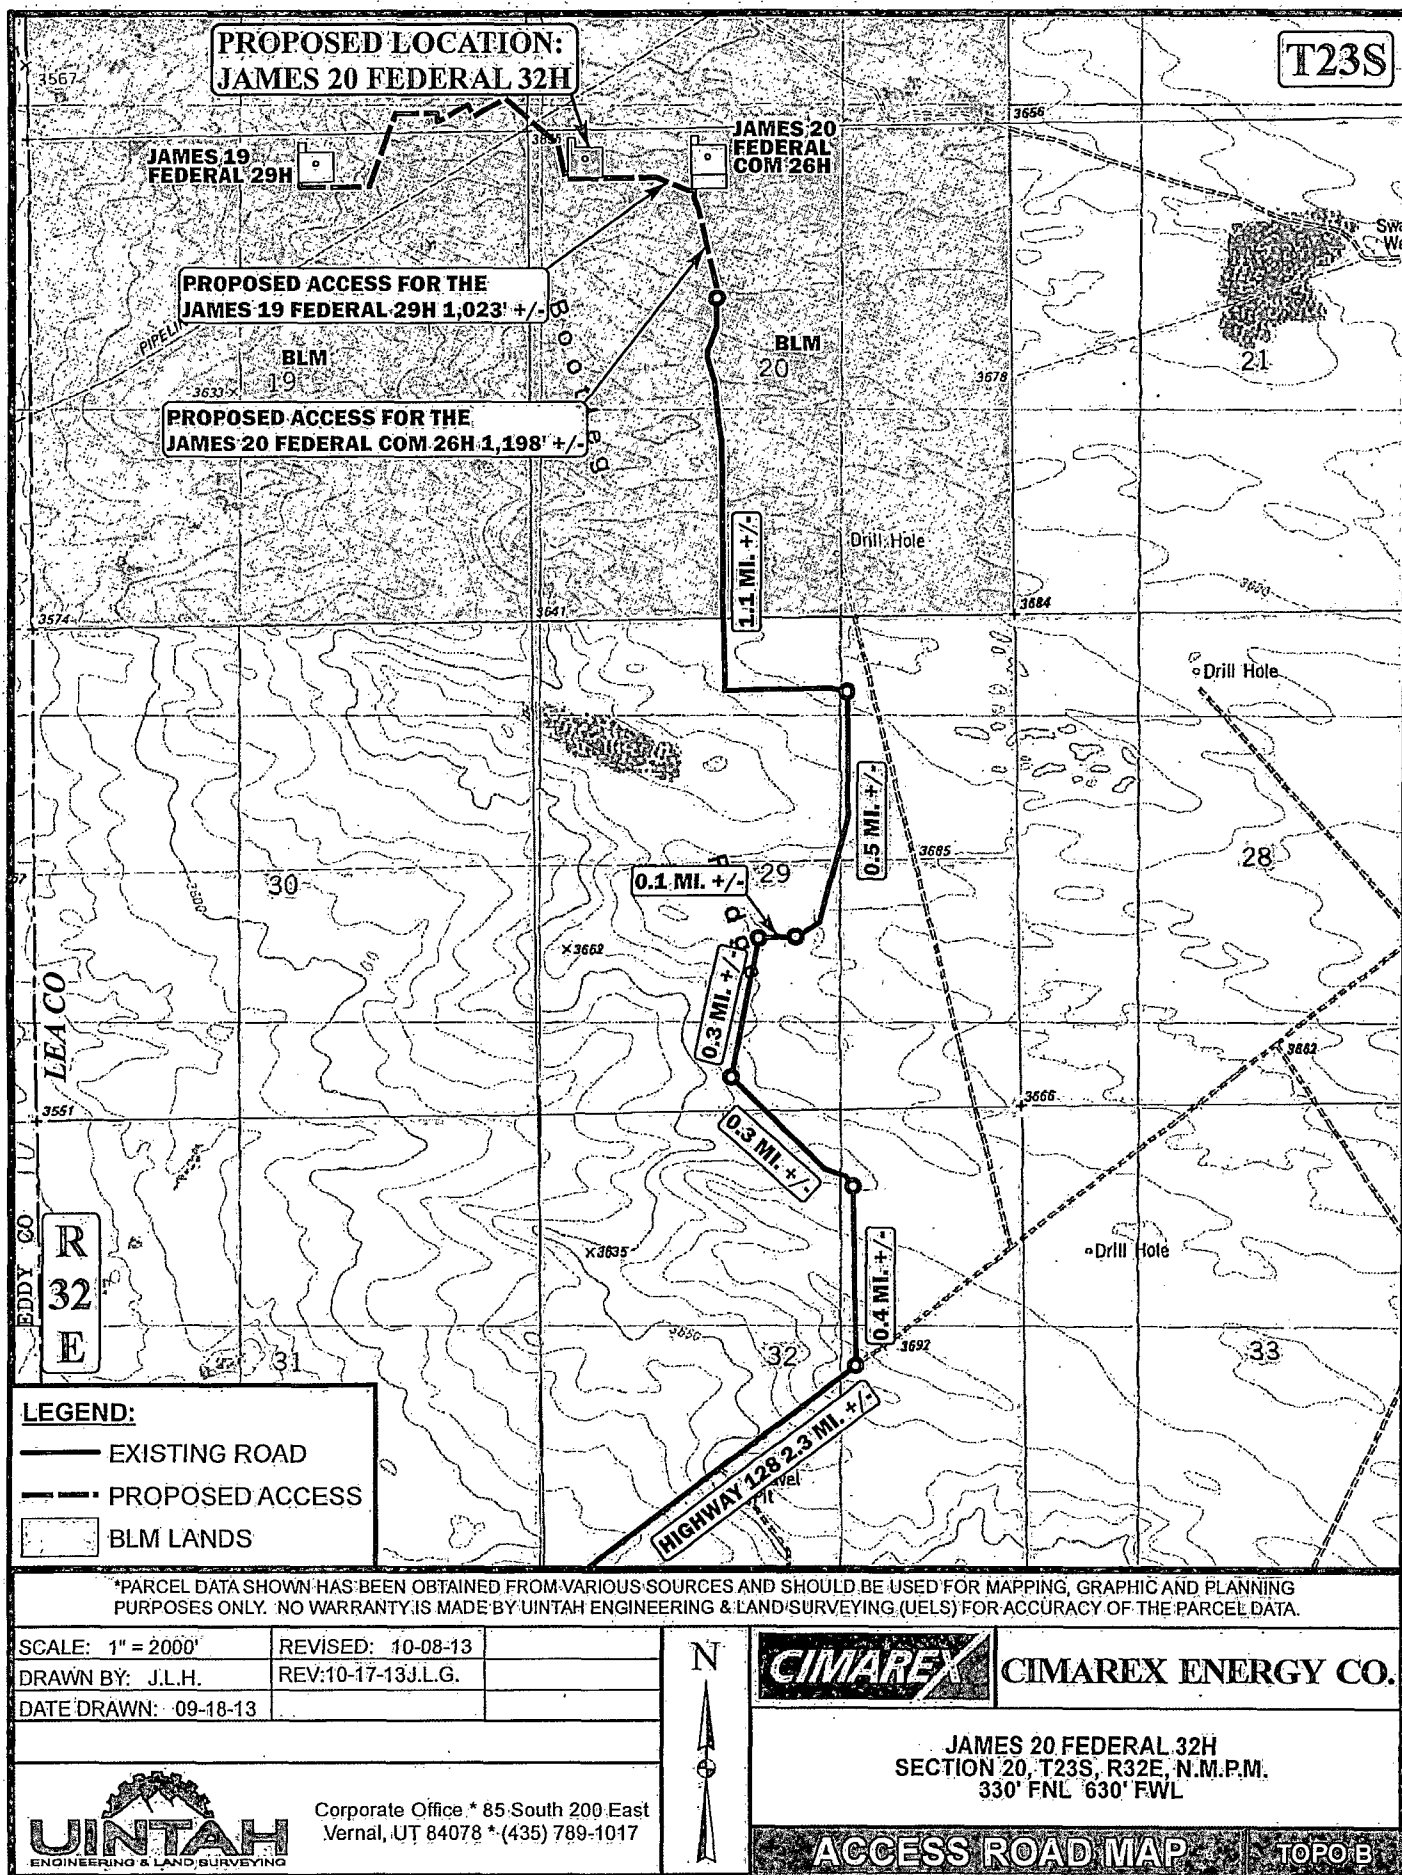 PROPOSED LOCATION:
JAMES 20 FEDERAL 32H
T23S
3567
3656
JAMES 19
FEDERAL 29H
JAMES 20
FEDERAL
COM 26H
PROPOSED ACCESS FOR THE
JAMES 19 FEDERAL 29H 1,023' +/-
Bootleg
BLM
19
BLM
20
21
3633
3678
PROPOSED ACCESS FOR THE
JAMES 20 FEDERAL COM 26H 1,198' +/-
1.1 MI. +/-
Drill Hole
3574
3641
3684
Drill Hole
0.5 MI. +/-
3685
30
0.1 MI. +/-
29
28
3600
3662
0.3 MI. +/-
LEA CO
3662
3551
3666
0.3 MI. +/-
EDDY CO
R
32
E
3635
Drill Hole
0.4 MI. +/-
3650
3692
31
32
33
HIGHWAY 128 2.3 MI. +/-
LEGEND:
EXISTING ROAD
PROPOSED ACCESS
BLM LANDS
*PARCEL DATA SHOWN HAS BEEN OBTAINED FROM VARIOUS SOURCES AND SHOULD BE USED FOR MAPPING, GRAPHIC AND PLANNING
PURPOSES ONLY. NO WARRANTY IS MADE BY UINTAH ENGINEERING & LAND SURVEYING (UELS) FOR ACCURACY OF THE PARCEL DATA.
SCALE: 1" = 2000'
REVISED: 10-08-13
DRAWN BY: J.L.H.
REV:10-17-13J.L.G.
DATE DRAWN: 09-18-13
N
CIMAREX
CIMAREX ENERGY CO.
JAMES 20 FEDERAL 32H
SECTION 20, T23S, R32E, N.M.P.M.
330' FNL 630' FWL
UINTAH
ENGINEERING & LAND SURVEYING
Corporate Office * 85 South 200 East
Vernal, UT 84078 * (435) 789-1017
ACCESS ROAD MAP
TOPO B